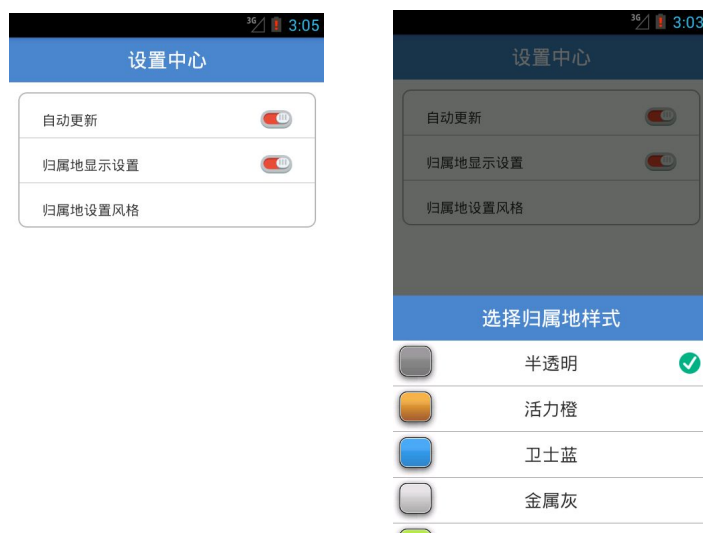 3G 3:05
设置中心
自动更新
归属地显示设置
归属地设置风格
3G 3:03
设置中心
自动更新
归属地显示设置
归属地设置风格
选择归属地样式
半透明
活力橙
卫士蓝
金属灰